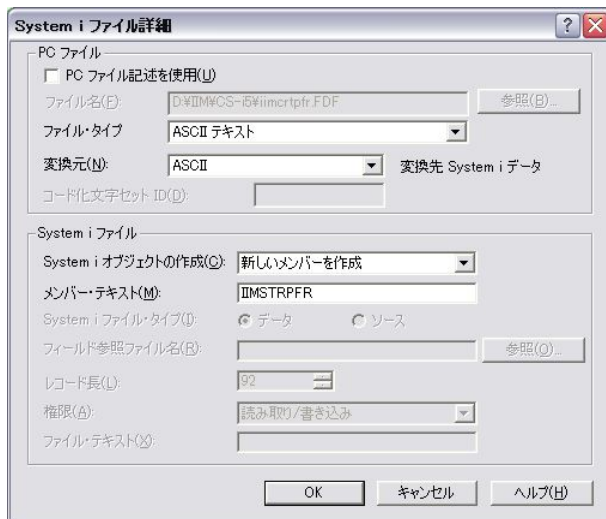 System i ファイル詳細
PC ファイル
PC ファイル記述を使用(U)
ファイル名(F): D:¥IIM¥CS-i5¥iimcrtpfr.FDF 参照(B)...
ファイル・タイプ ASCII テキスト
変換元(N): ASCII 変換先 System i データ
コード化文字セット ID(D):
System i ファイル
System i オブジェクトの作成(C): 新しいメンバーを作成
メンバー・テキスト(M): IIMSTRPFR
System i ファイル・タイプ(I): データ ソース
フィールド参照ファイル名(R): 参照(O)...
レコード長(L): 92
権限(A): 読み取り/書き込み
ファイル・テキスト(X):
OK キャンセル ヘルプ(H)